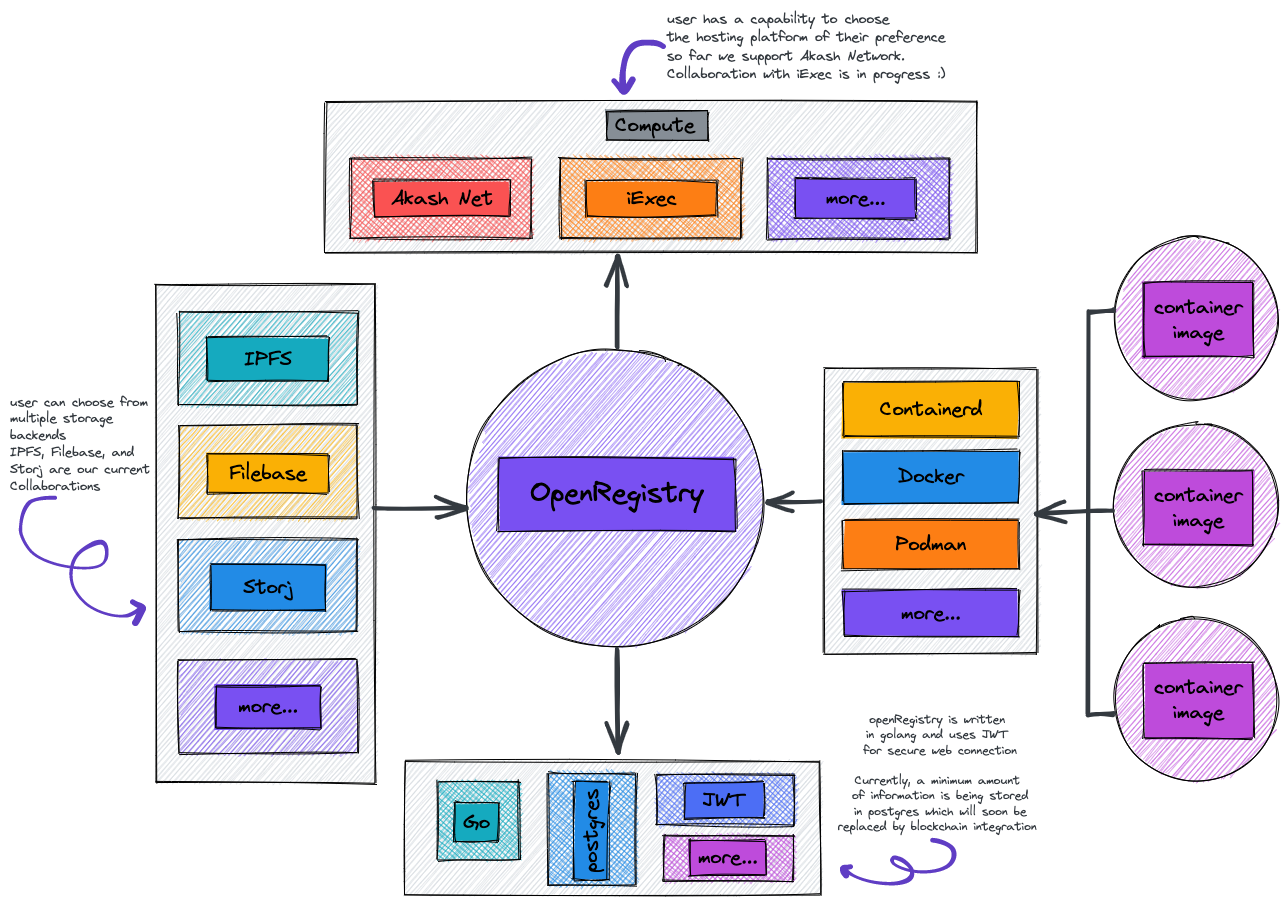 user has a capability to choose
the hosting platform of their preference
so far we support Akash Network.
Collaboration with iExec is in progress :)
Compute
Akash Net
iExec
more...
user can choose from
multiple storage
backends
IPFS, Filebase, and
Storj are our current
Collaborations
IPFS
Filebase
Storj
more...
OpenRegistry
Containerd
Docker
Podman
more...
container
image
container
image
container
image
openRegistry is written
in golang and uses JWT
for secure web connection
Currently, a minimum amount
of information is being stored
in postgres which will soon be
replaced by blockchain integration
Go
postgres
JWT
more...